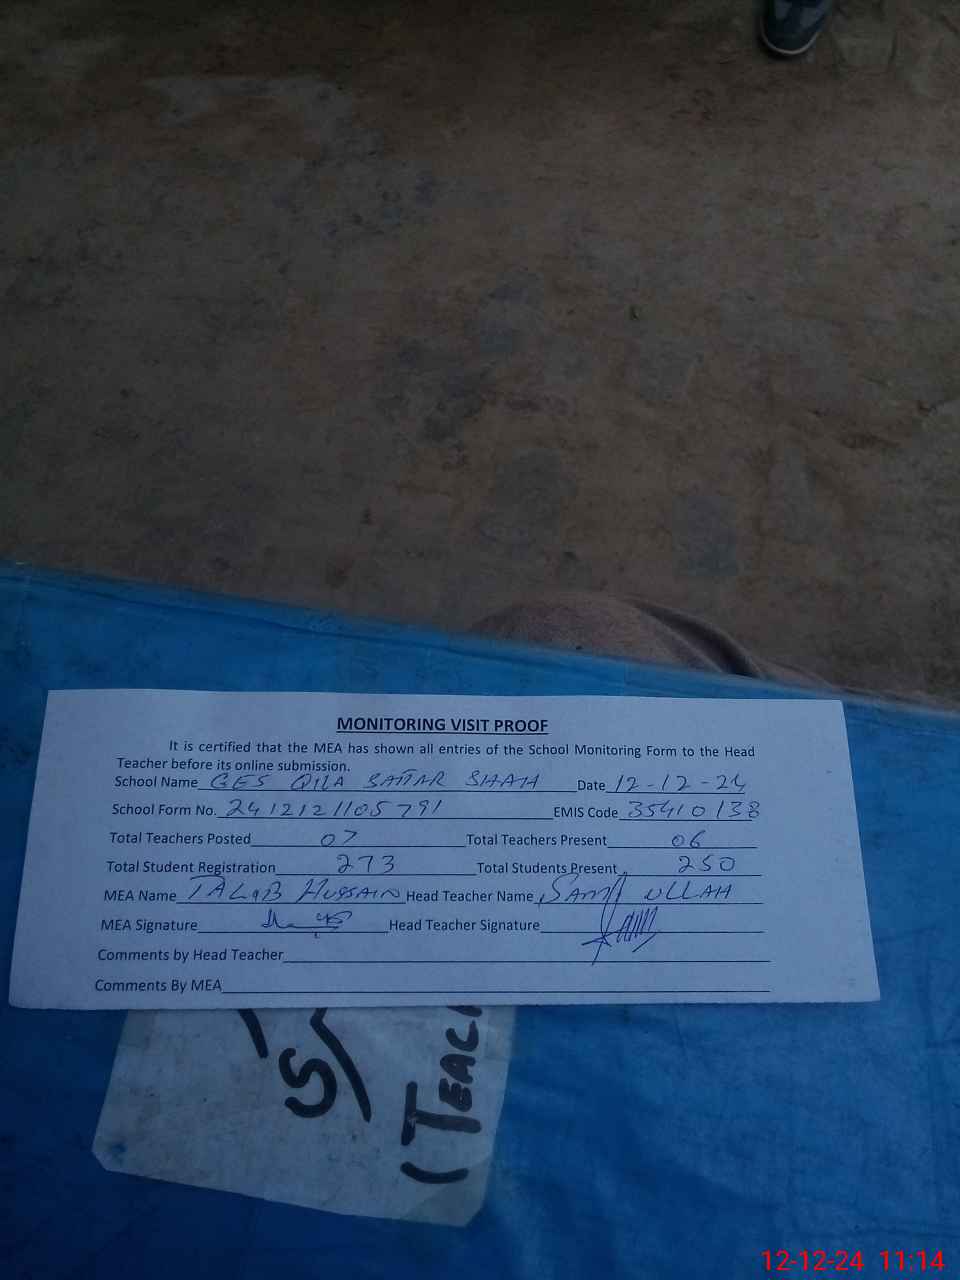 MONITORING VISIT PROOF
It is certified that the MEA has shown all entries of the School Monitoring Form to the Head
Teacher before its online submission.
School Name GES QILA SATTAR SHAH Date 12-12-24
School Form No. 2412121105791 EMIS Code 35410138
Total Teachers Posted 07 Total Teachers Present 06
Total Student Registration 273 Total Students Present 250
MEA Name TALAB HUSSAIN Head Teacher Name SAMI ULLAH
MEA Signature Head Teacher Signature
Comments by Head Teacher
Comments By MEA
(TEACH
12-12-24 11:14